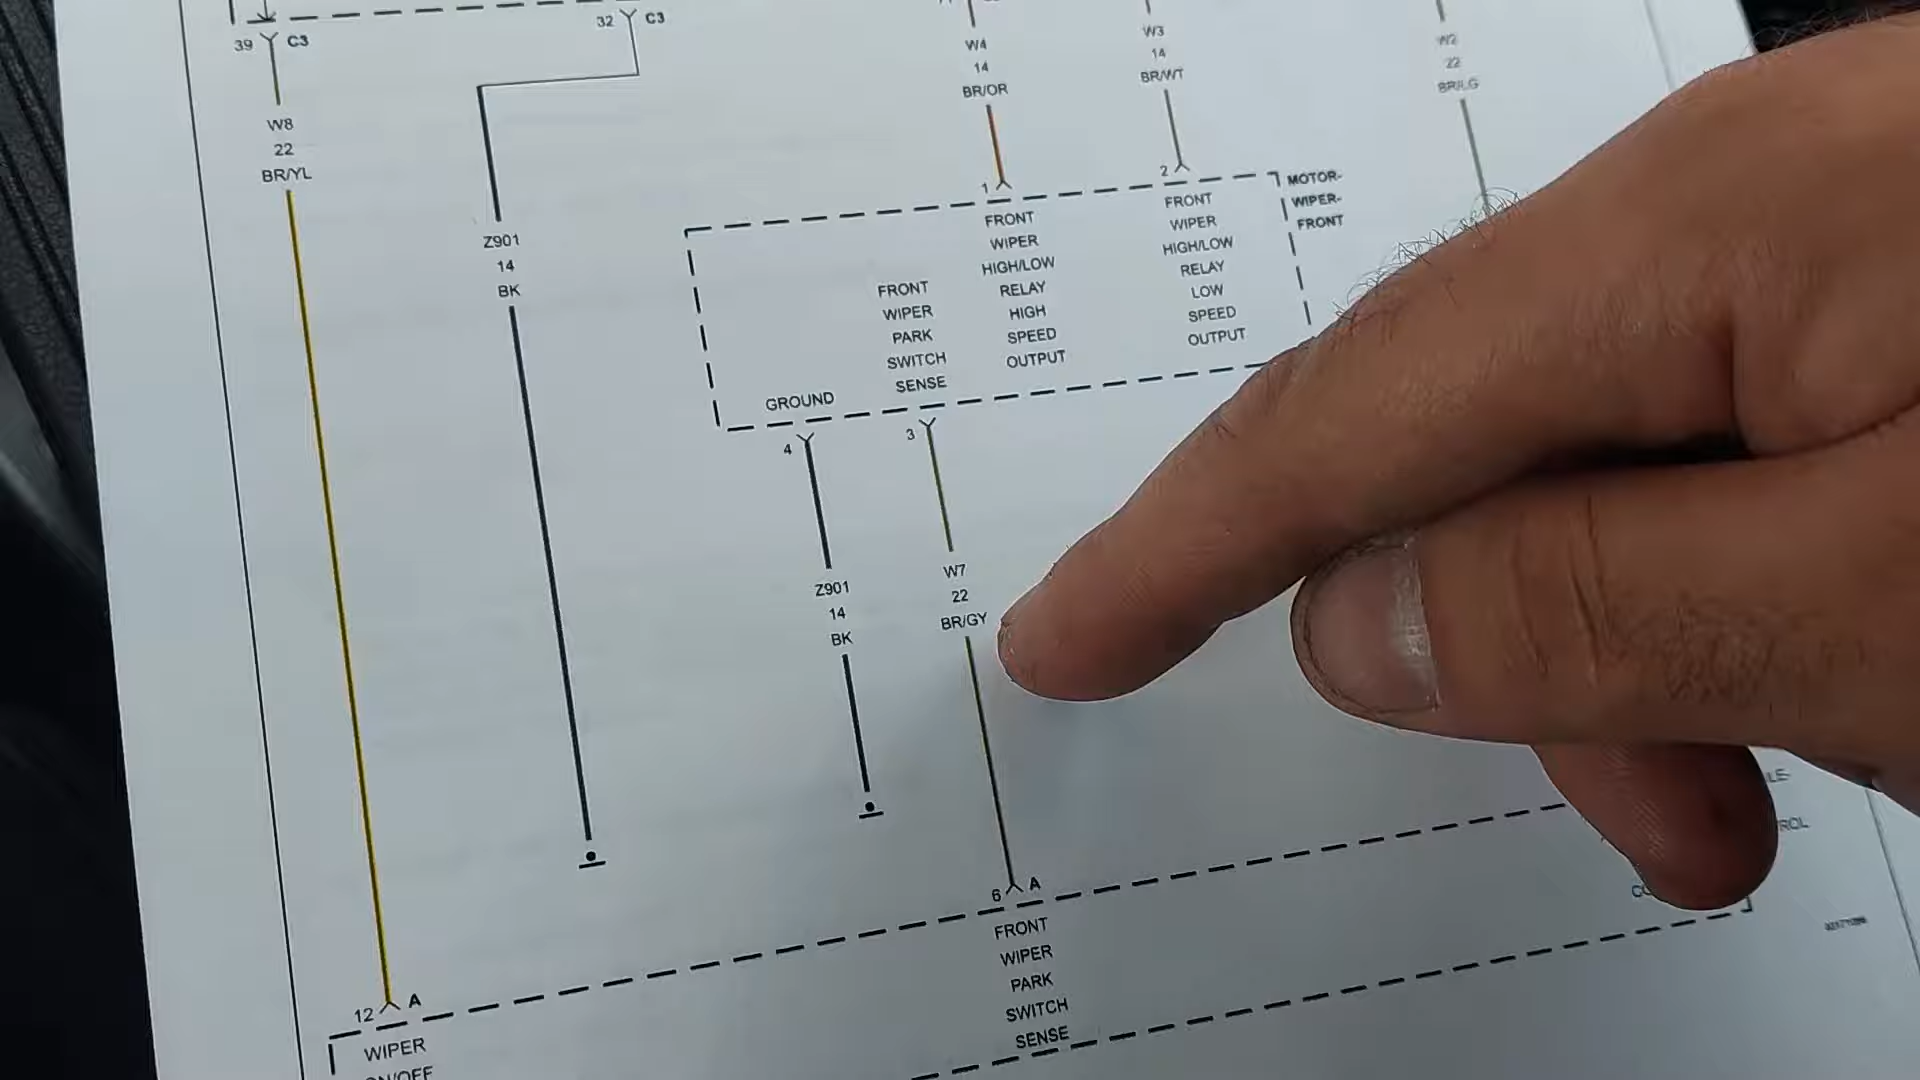 39 C3
32 C3
W8
22
BR/YL
Z901
14
BK
W4
14
BR/OR
W3
14
BR/WT
W2
22
BR/LG
1
2
MOTOR-
WIPER-
FRONT
FRONT
WIPER
PARK
SWITCH
SENSE
FRONT
WIPER
HIGH/LOW
RELAY
HIGH
SPEED
OUTPUT
FRONT
WIPER
HIGH/LOW
RELAY
LOW
SPEED
OUTPUT
GROUND
4
3
Z901
14
BK
W7
22
BR/GY
6 A
FRONT
WIPER
PARK
SWITCH
SENSE
12 A
WIPER
ON/OFF